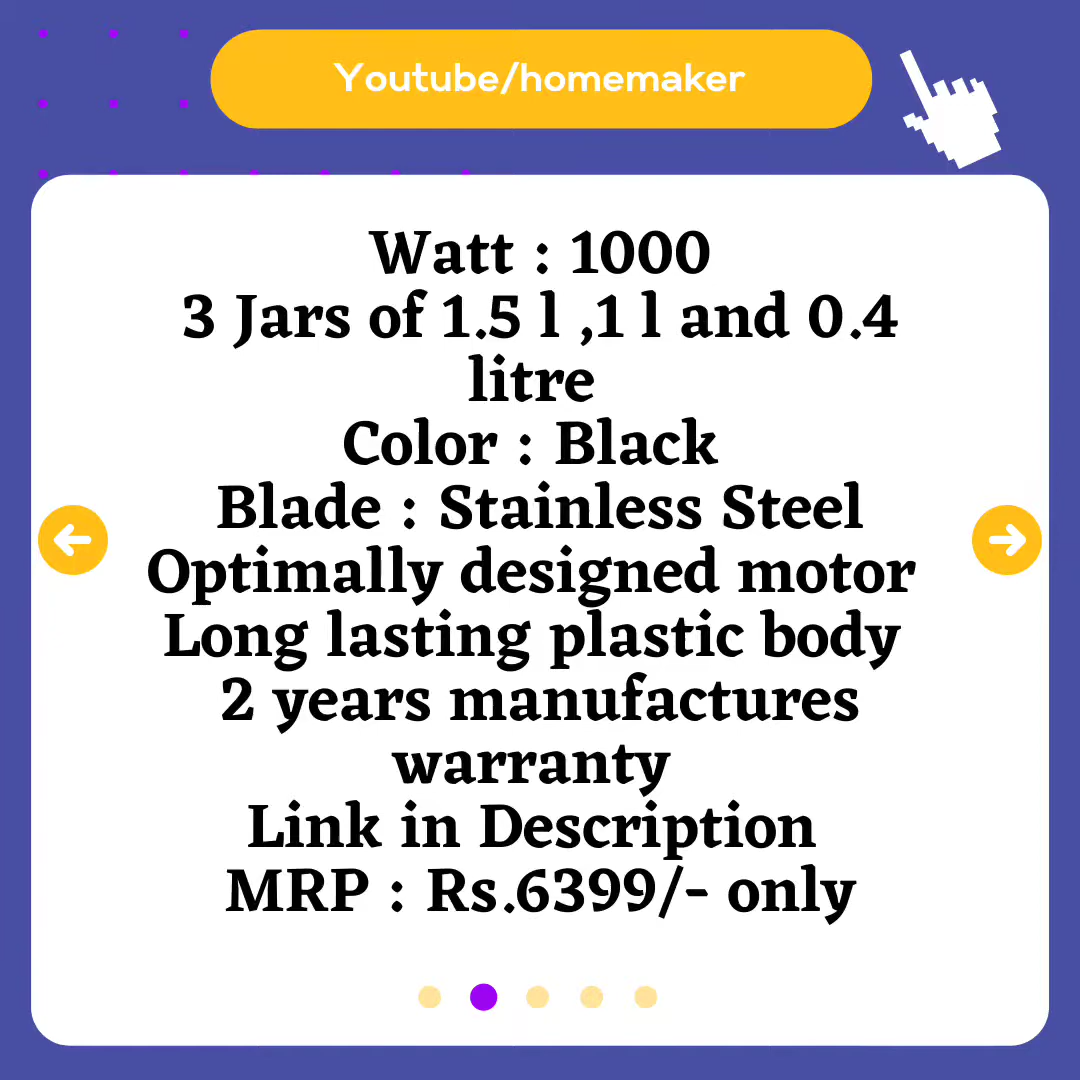 Youtube/homemaker
Watt : 1000
3 Jars of 1.5 l ,1 l and 0.4
litre
Color : Black
Blade : Stainless Steel
Optimally designed motor
Long lasting plastic body
2 years manufactures
warranty
Link in Description
MRP : Rs.6399/- only